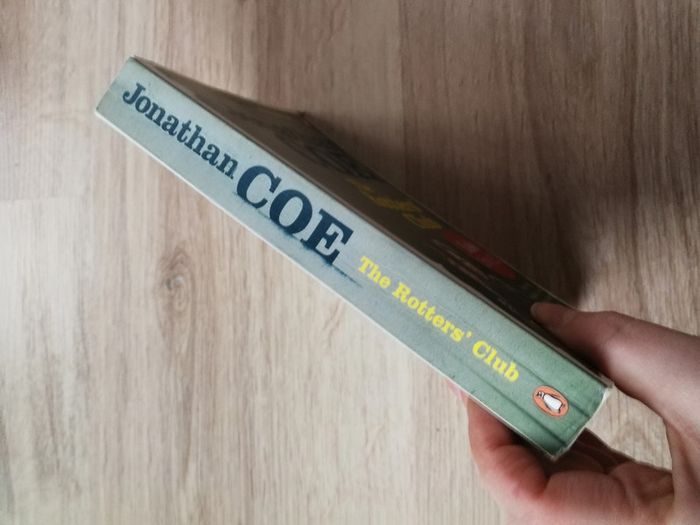 Jonathan
COE
The Rotters' Club